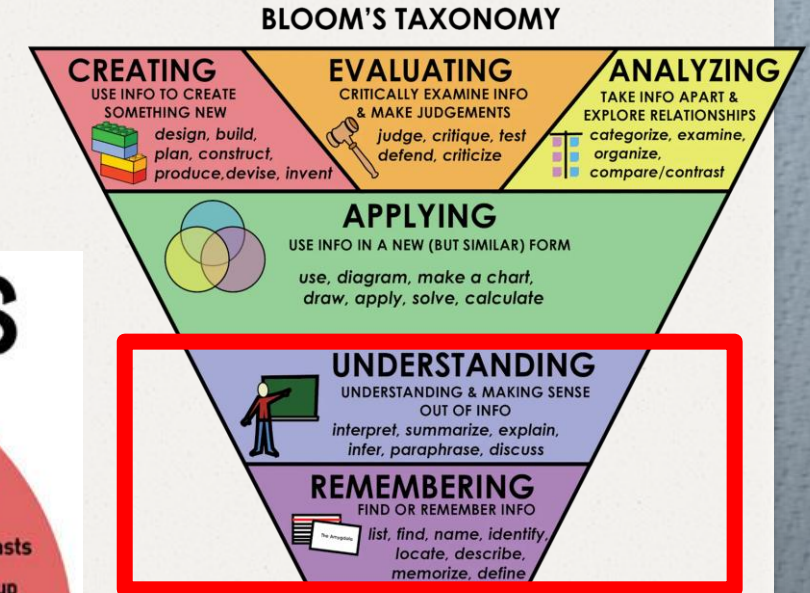 BLOOM'S TAXONOMY
CREATING
USE INFO TO CREATE
SOMETHING NEW
design, build,
plan, construct,
produce,devise, invent
EVALUATING
CRITICALLY EXAMINE INFO
& MAKE JUDGEMENTS
judge, critique, test
defend, criticize
ANALYZING
TAKE INFO APART &
EXPLORE RELATIONSHIPS
categorize, examine,
organize,
compare/contrast
APPLYING
USE INFO IN A NEW (BUT SIMILAR) FORM
use, diagram, make a chart,
draw, apply, solve, calculate
UNDERSTANDING
UNDERSTANDING & MAKING SENSE
OUT OF INFO
interpret, summarize, explain,
infer, paraphrase, discuss
REMEMBERING
FIND OR REMEMBER INFO
The Amygdala
list, find, name, identify,
locate, describe,
memorize, define
S